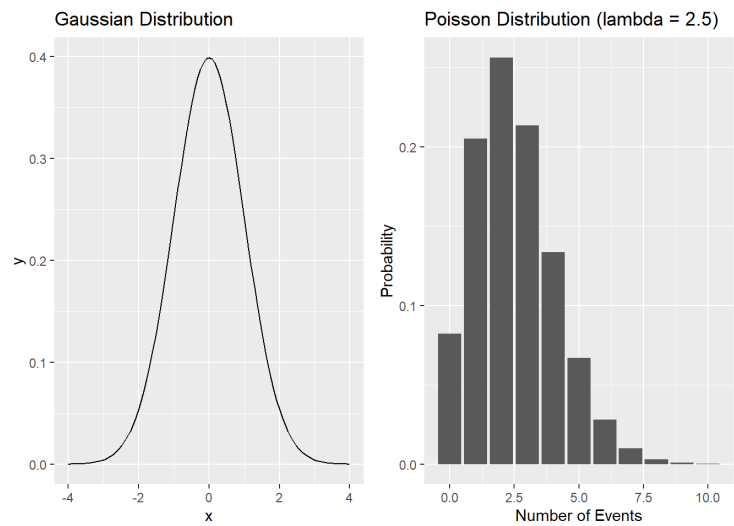 Gaussian Distribution
0.4
0.3
0.2
0.1
0.0
y
-4 -2 0 2 4
x
Poisson Distribution (lambda = 2.5)
0.2
0.1
0.0
Probability
0.0 2.5 5.0 7.5 10.0
Number of Events